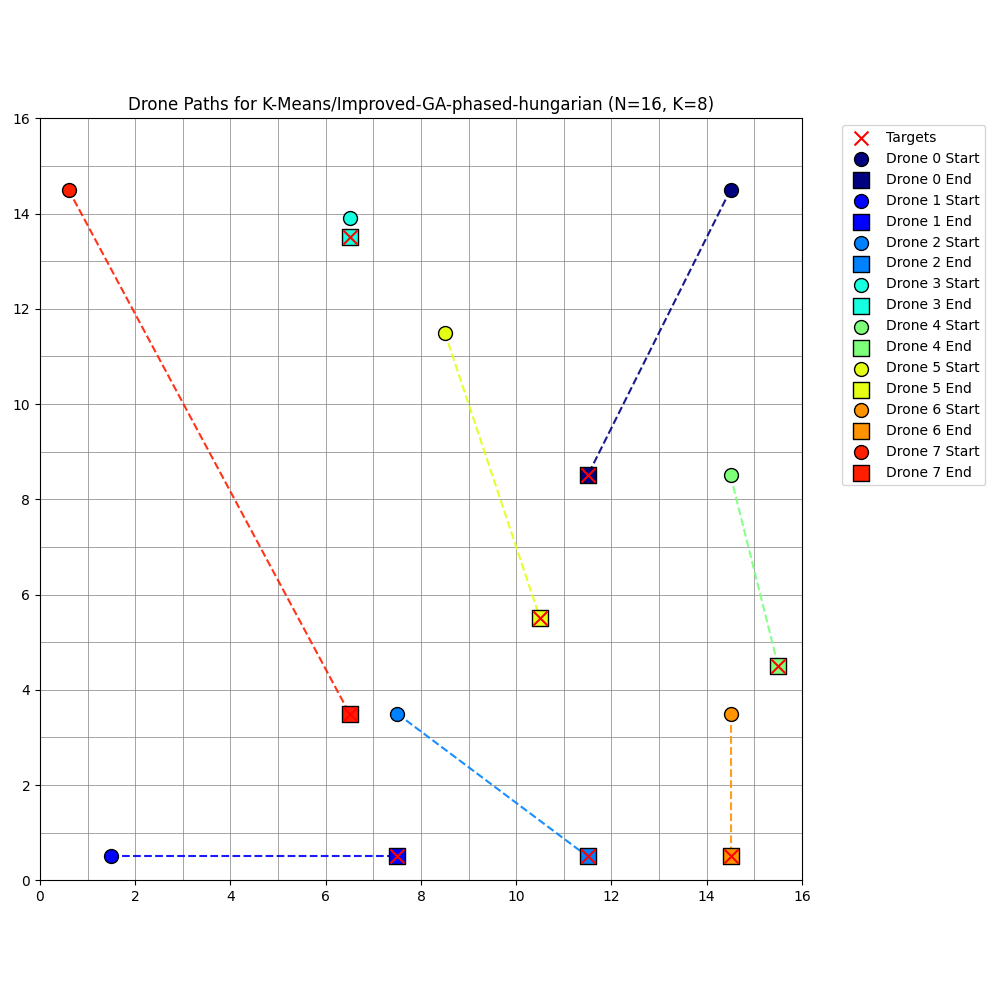 Drone Paths for K-Means/Improved-GA-phased-hungarian (N=16, K=8)
16
14
12
10
8
6
4
2
0
0 2 4 6 8 10 12 14 16
Targets
Drone 0 Start
Drone 0 End
Drone 1 Start
Drone 1 End
Drone 2 Start
Drone 2 End
Drone 3 Start
Drone 3 End
Drone 4 Start
Drone 4 End
Drone 5 Start
Drone 5 End
Drone 6 Start
Drone 6 End
Drone 7 Start
Drone 7 End